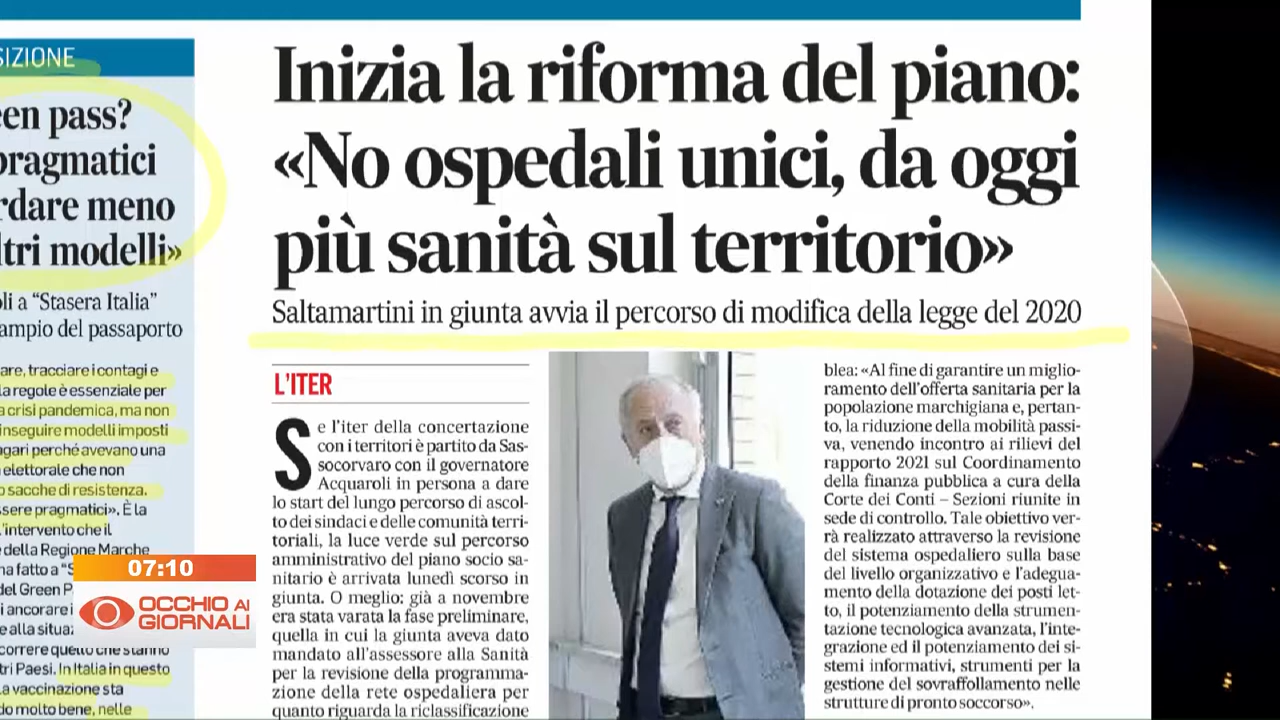 SIZIONE
een pass?
pragmatici
rdare meno
ltri modelli»
li a “Stasera Italia”
ampio del passaporto
are, tracciare i contagi e
la regole è essenziale per
a crisi pandemica, ma non
inseguire modelli imposti
agari perché avevano una
elettorale che non
o sacche di resistenza.
ssere pragmatici». È la
l'intervento che il
della Regione Marche
na fatto a “S
del Green P
i ancorare i
e alla situaz
correre quello che stanno
tri Paesi. In Italia in questo
a vaccinazione sta
do molto bene, nelle
Inizia la riforma del piano:
«No ospedali unici, da oggi
più sanità sul territorio»
Saltamartini in giunta avvia il percorso di modifica della legge del 2020
L'ITER
Se l'iter della concertazione
con i territori è partito da Sas-
socorvaro con il governatore
Acquaroli in persona a dare
lo start del lungo percorso di ascol-
to dei sindaci e delle comunità terri-
toriali, la luce verde sul percorso
amministrativo del piano socio sa-
nitario è arrivata lunedì scorso in
giunta. O meglio: già a novembre
era stata varata la fase preliminare,
quella in cui la giunta aveva dato
mandato all'assessore alla Sanità
per la revisione della programma-
zione della rete ospedaliera per
quanto riguarda la riclassificazione
blea: «Al fine di garantire un miglio-
ramento dell'offerta sanitaria per la
popolazione marchigiana e, pertan-
to, la riduzione della mobilità passi-
va, venendo incontro ai rilievi del
rapporto 2021 sul Coordinamento
della finanza pubblica a cura della
Corte dei Conti – Sezioni riunite in
sede di controllo. Tale obiettivo ver-
rà realizzato attraverso la revisione
del sistema ospedaliero sulla base
del livello organizzativo e l'adegua-
mento della dotazione dei posti let-
to, il potenziamento della strumen-
tazione tecnologica avanzata, l'inte-
grazione ed il potenziamento dei si-
stemi informativi, strumenti per la
gestione del sovraffollamento nelle
strutture di pronto soccorso».
07:10
OCCHIO AI
GIORNALI